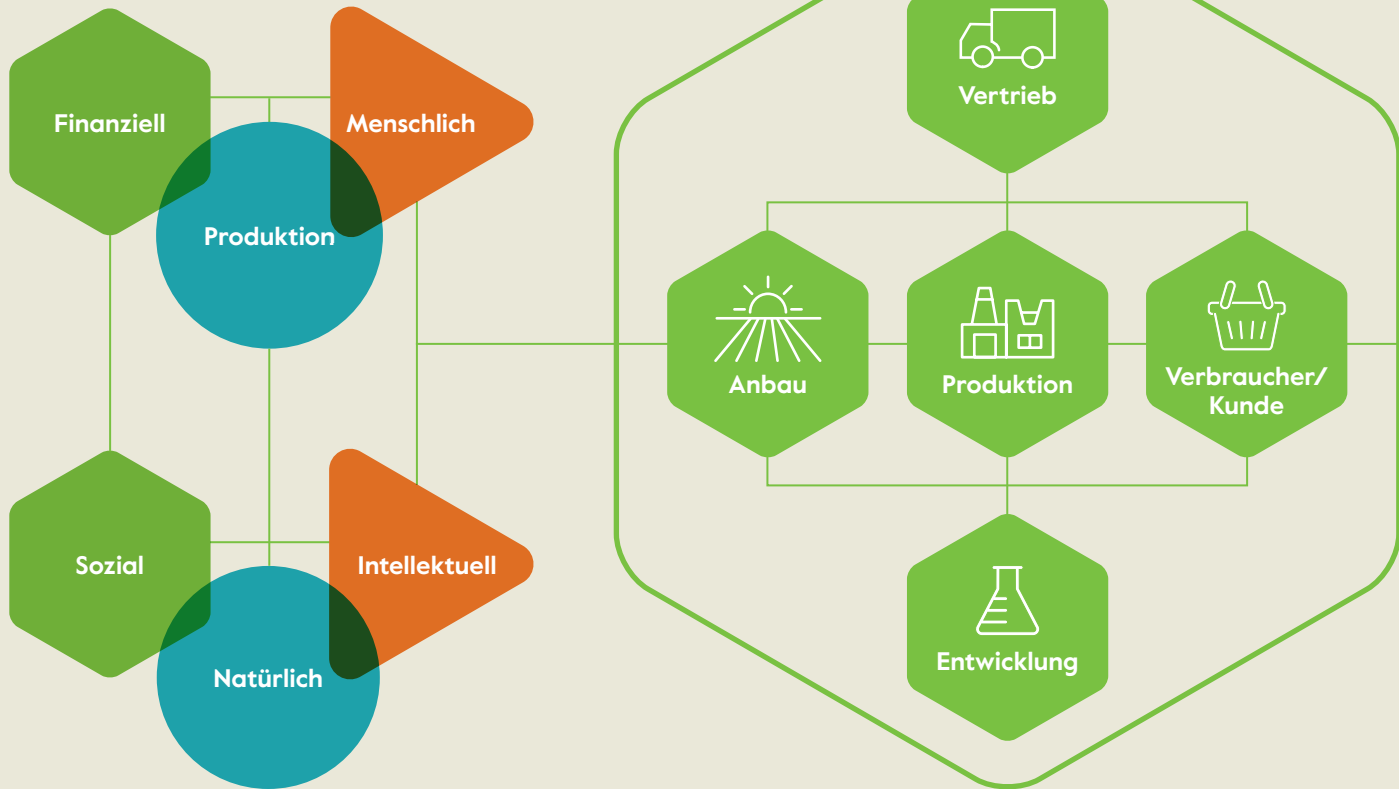 Finanziell
Menschlich
Produktion
Sozial
Intellektuell
Natürlich
Vertrieb
Anbau
Produktion
Verbraucher/
Kunde
Entwicklung